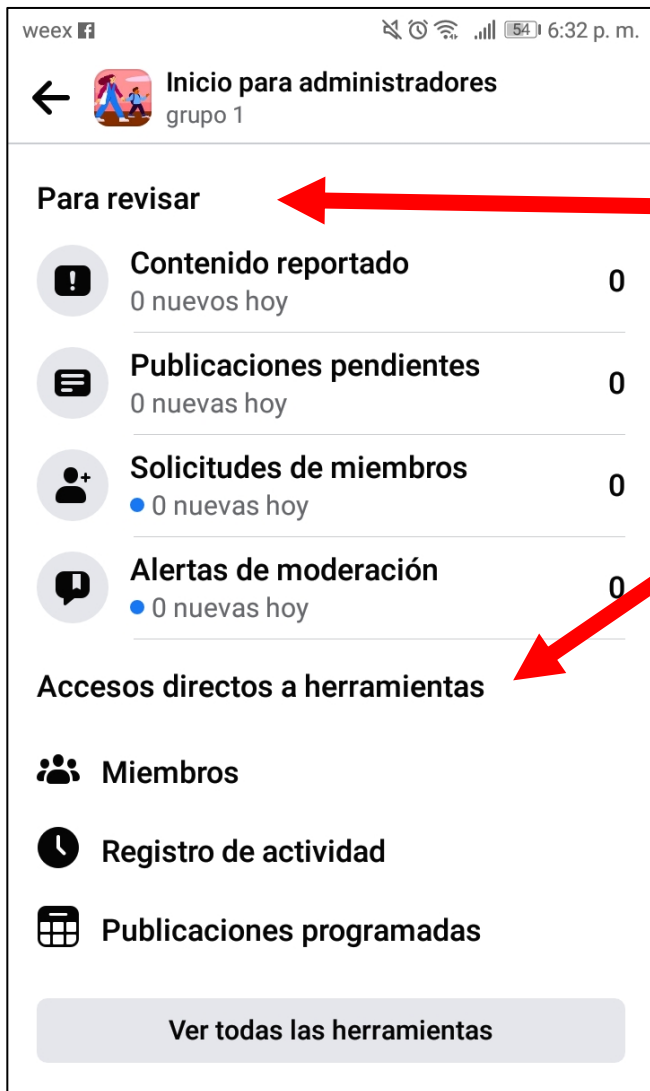 weex 54 6:32 p. m.
Inicio para administradores
grupo 1
Para revisar
Contenido reportado 0
0 nuevos hoy
Publicaciones pendientes 0
0 nuevas hoy
Solicitudes de miembros 0
0 nuevas hoy
Alertas de moderación 0
0 nuevas hoy
Accesos directos a herramientas
Miembros
Registro de actividad
Publicaciones programadas
Ver todas las herramientas